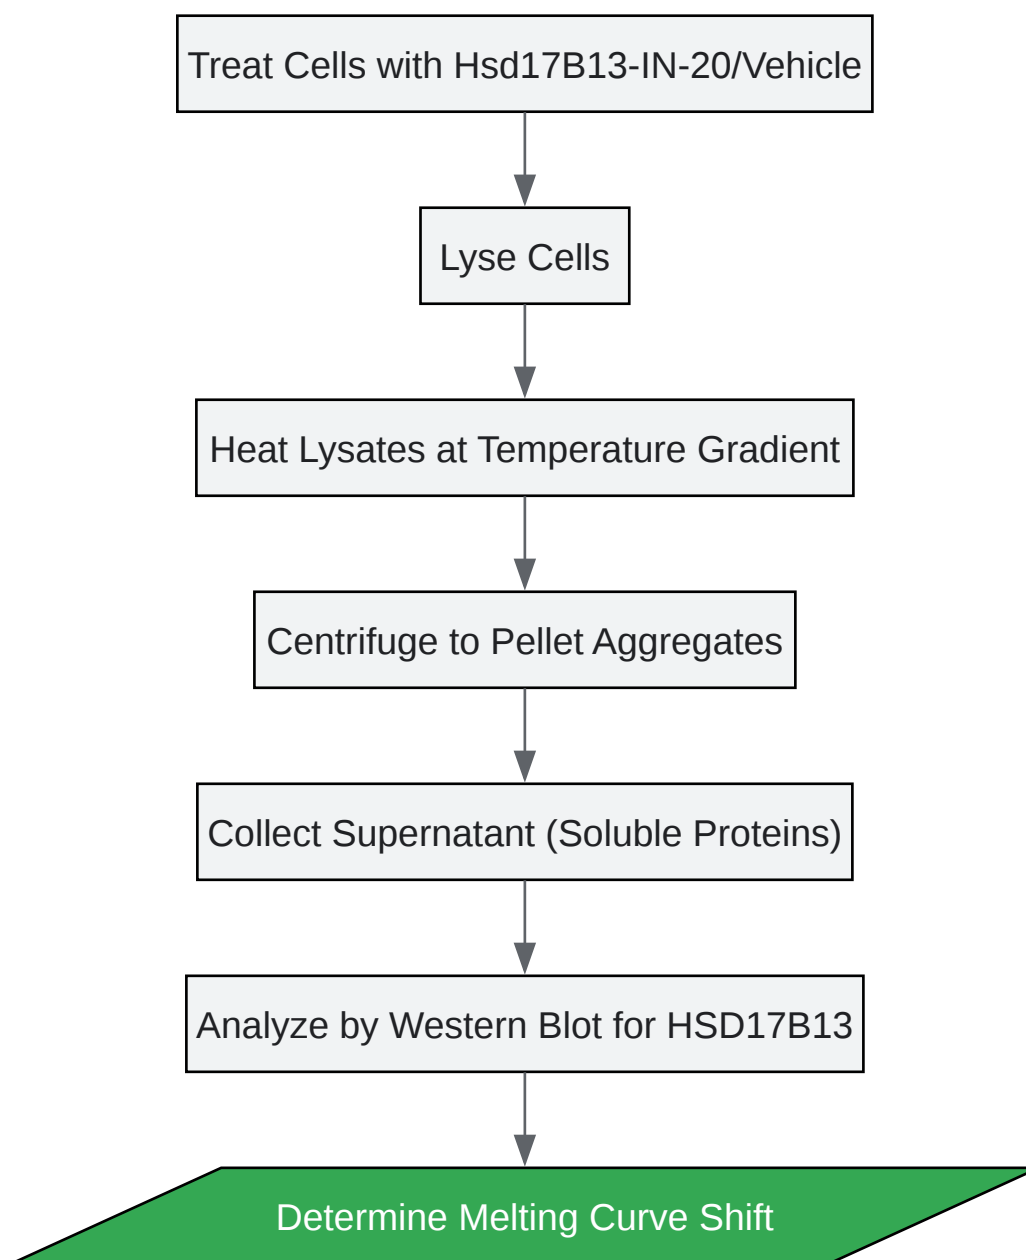 Treat Cells with Hsd17B13-IN-20/Vehicle
Lyse Cells
Heat Lysates at Temperature Gradient
Centrifuge to Pellet Aggregates
Collect Supernatant (Soluble Proteins)
Analyze by Western Blot for HSD17B13
Determine Melting Curve Shift